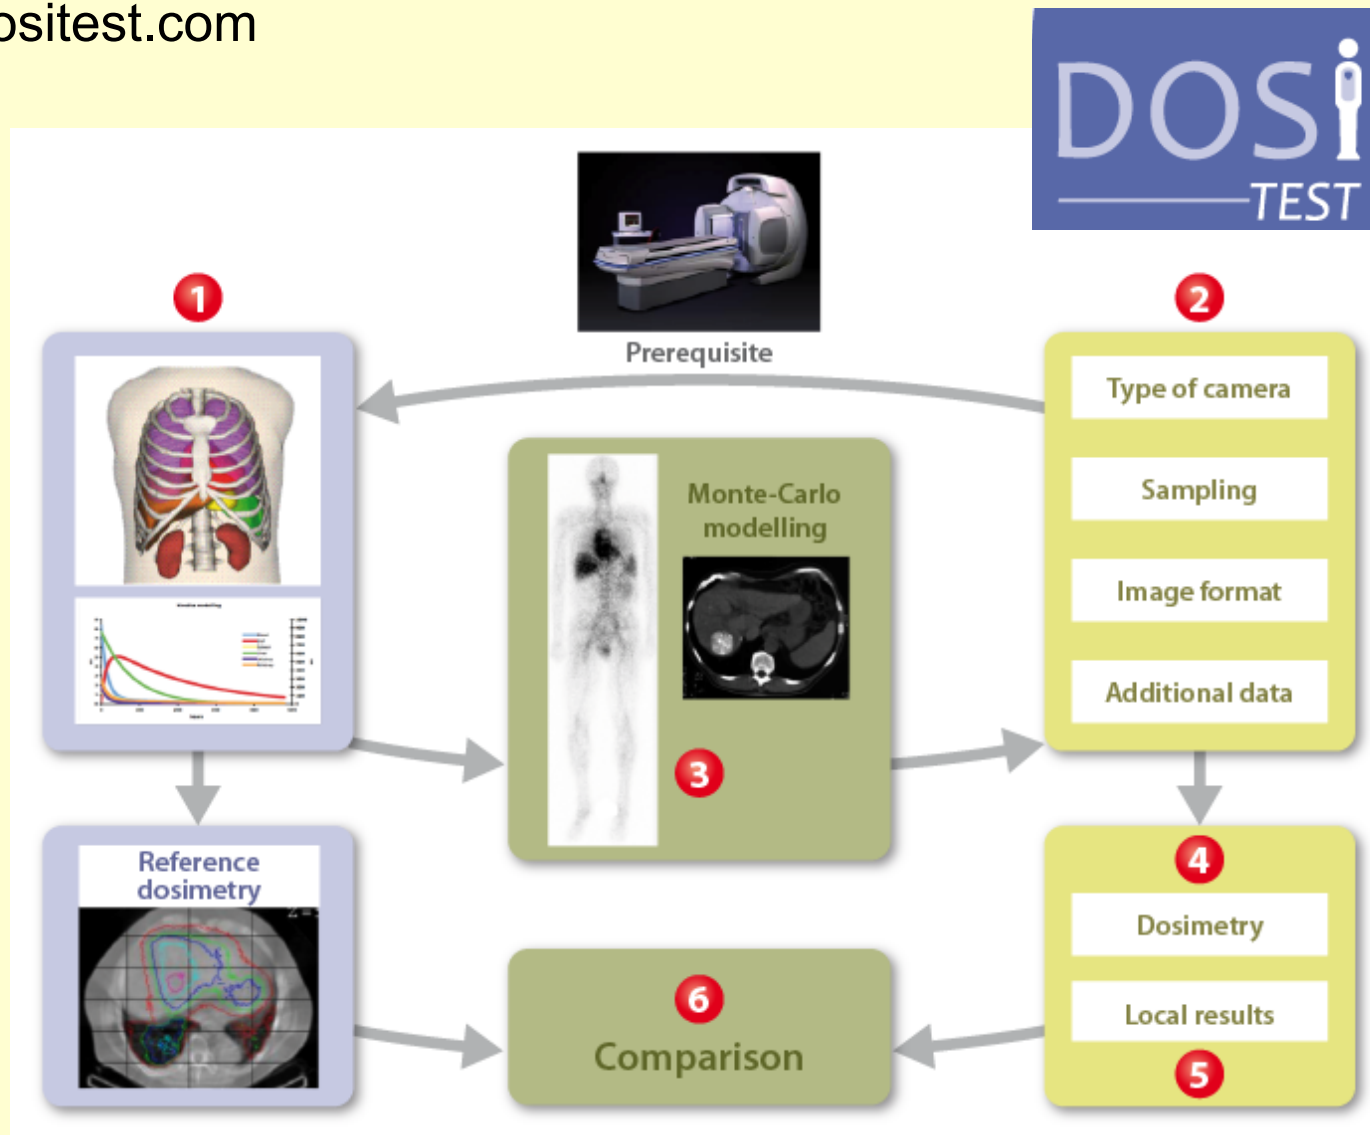 ositest.com
DOSi
TEST
Prerequisite
1
2
Type of camera
Sampling
Image format
Additional data
Monte-Carlo
modelling
3
Reference
dosimetry
4
Dosimetry
Local results
5
6
Comparison